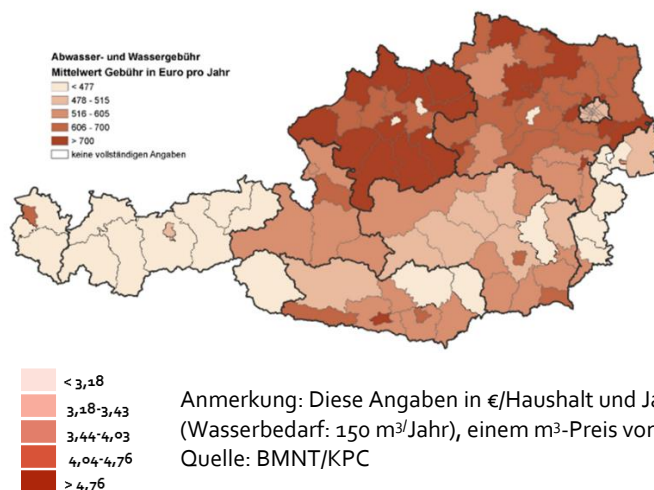 Abwasser- und Wassergebühr
Mittelwert Gebühr in Euro pro Jahr
< 477
478 - 515
516 - 605
606 - 700
> 700
keine vollständigen Angaben
< 3,18
3,18-3,43
3,44-4,03
4,04-4,76
> 4,76
Anmerkung: Diese Angaben in €/Haushalt und
(Wasserbedarf: 150 m³/Jahr), einem m³-Preis von
Quelle: BMNT/KPC